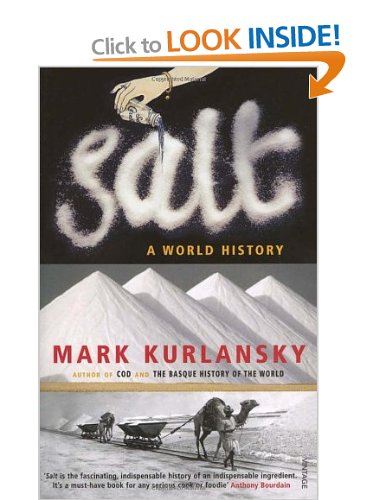 Click to LOOK INSIDE!
Copyrighted Material
Salt
A WORLD HISTORY
MARK KURLANSKY
AUTHOR OF COD AND THE BASQUE HISTORY OF THE WORLD
'Salt is the fascinating, indispensable history of an indispensable ingredient.
It's a must-have book for any serious cook or foodie' Anthony Bourdain
VINTAGE